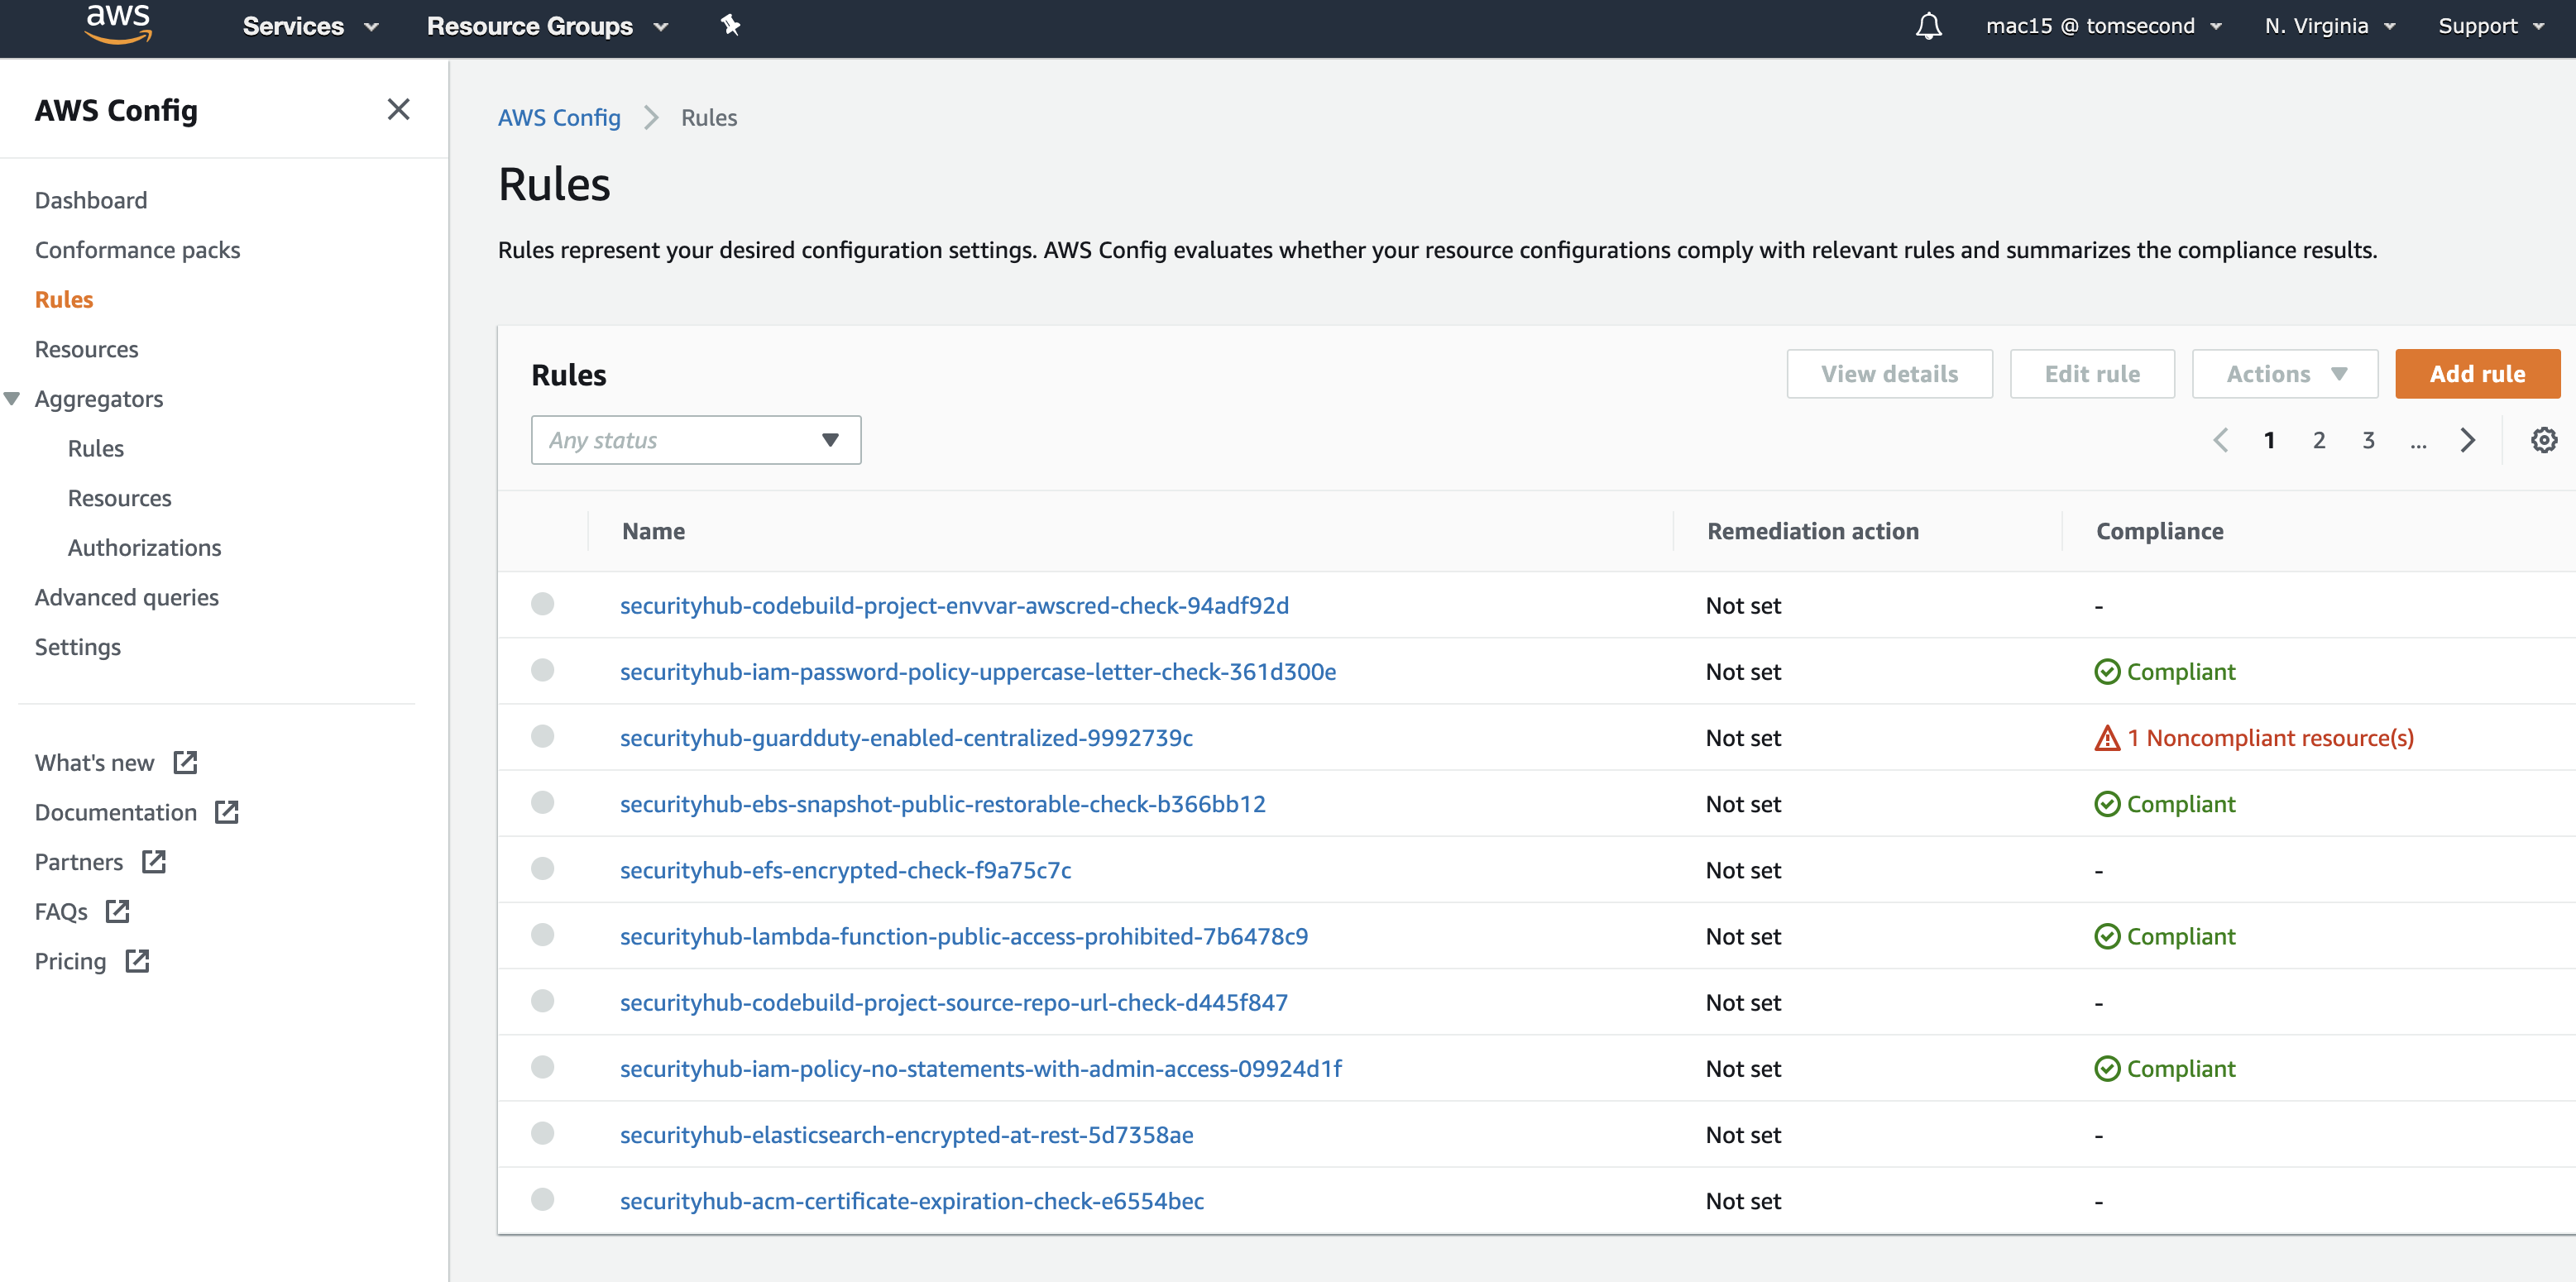 aws Services Resource Groups mac15 @ tomsecond N. Virginia Support
AWS Config
Dashboard
Conformance packs
Rules
Resources
Aggregators
Rules
Resources
Authorizations
Advanced queries
Settings
What's new
Documentation
Partners
FAQs
Pricing
AWS Config Rules
Rules
Rules represent your desired configuration settings. AWS Config evaluates whether your resource configurations comply with relevant rules and summarizes the compliance results.
Rules View details Edit rule Actions Add rule
Any status 1 2 3 ...
Name Remediation action Compliance
securityhub-codebuild-project-envvar-awscred-check-94adf92d Not set -
securityhub-iam-password-policy-uppercase-letter-check-361d300e Not set Compliant
securityhub-guardduty-enabled-centralized-9992739c Not set 1 Noncompliant resource(s)
securityhub-ebs-snapshot-public-restorable-check-b366bb12 Not set Compliant
securityhub-efs-encrypted-check-f9a75c7c Not set -
securityhub-lambda-function-public-access-prohibited-7b6478c9 Not set Compliant
securityhub-codebuild-project-source-repo-url-check-d445f847 Not set -
securityhub-iam-policy-no-statements-with-admin-access-09924d1f Not set Compliant
securityhub-elasticsearch-encrypted-at-rest-5d7358ae Not set -
securityhub-acm-certificate-expiration-check-e6554bec Not set -